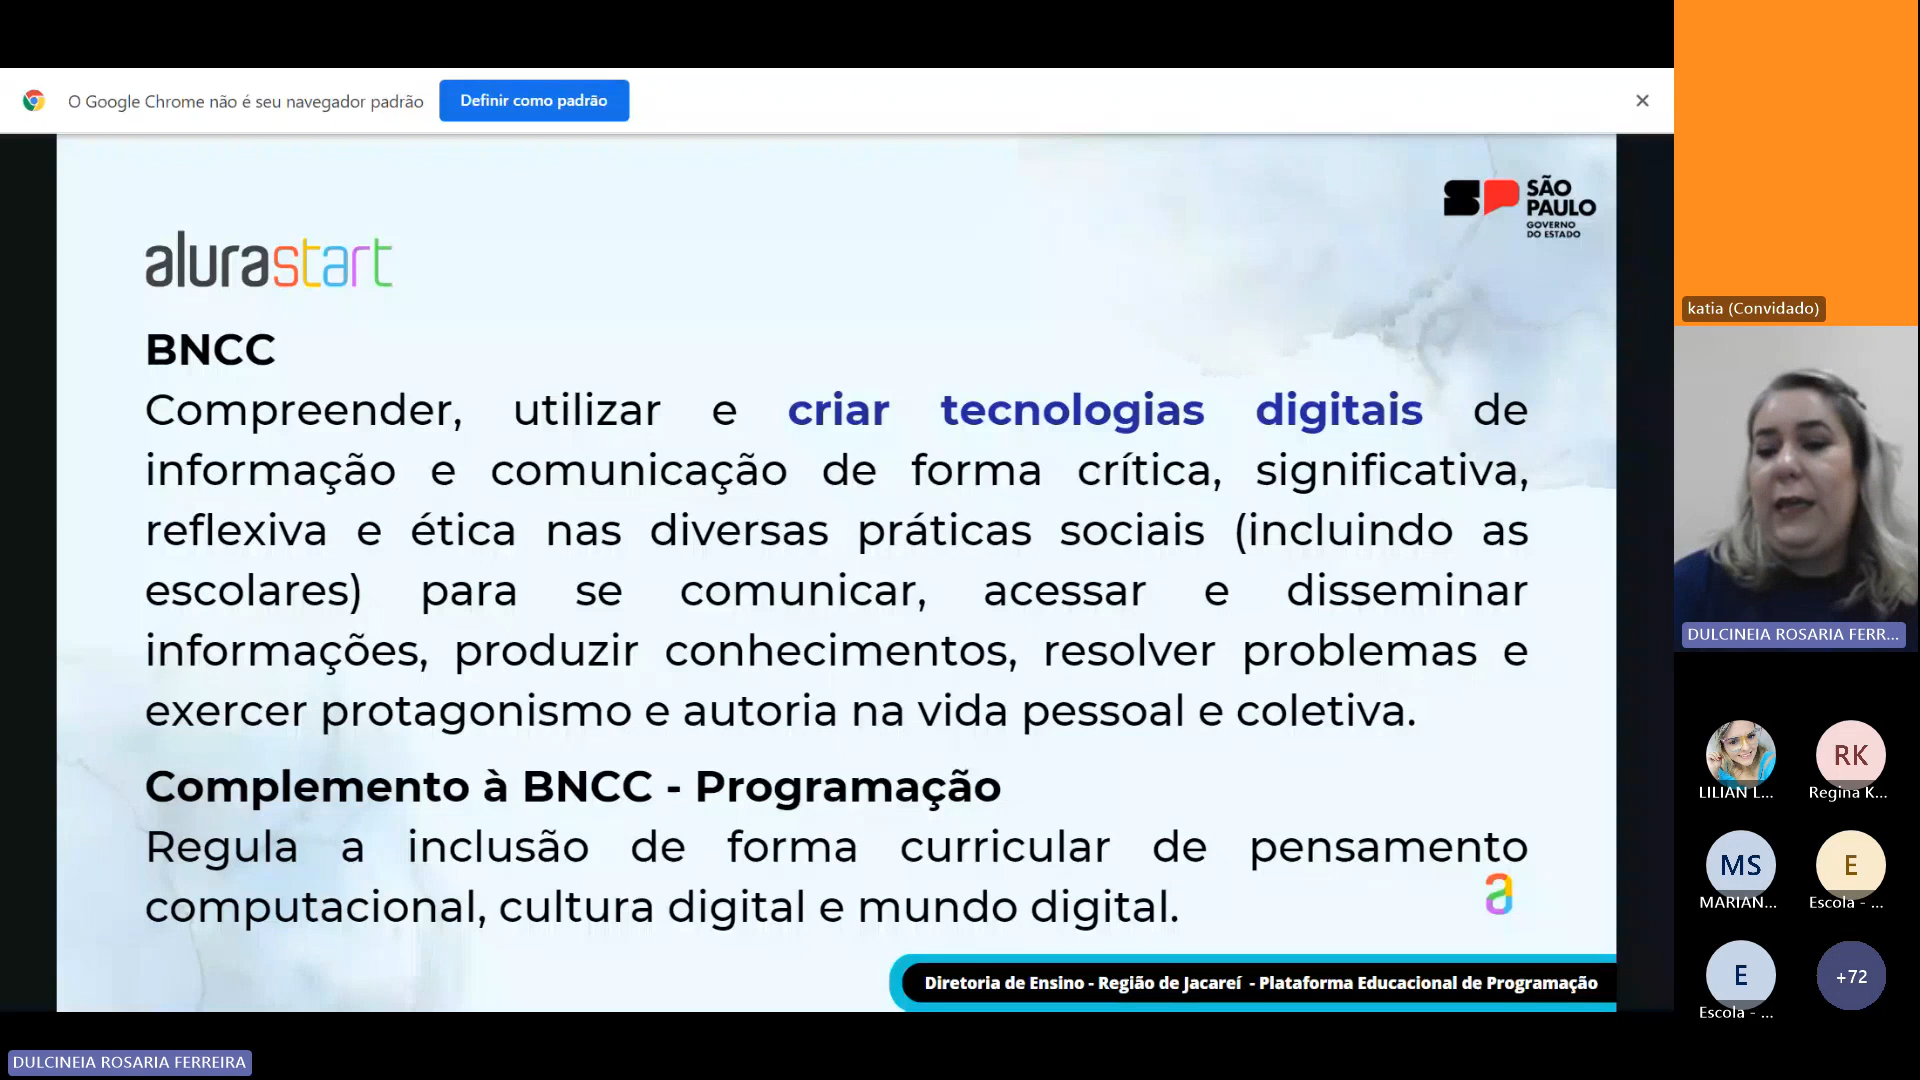 O Google Chrome não é seu navegador padrão
Definir como padrão
SÃO
PAULO
GOVERNO
DO ESTADO
alurastart
BNCC
Compreender, utilizar e criar tecnologias digitais de
informação e comunicação de forma crítica, significativa,
reflexiva e ética nas diversas práticas sociais (incluindo as
escolares) para se comunicar, acessar e disseminar
informações, produzir conhecimentos, resolver problemas e
exercer protagonismo e autoria na vida pessoal e coletiva.
Complemento à BNCC - Programação
Regula a inclusão de forma curricular de pensamento
computacional, cultura digital e mundo digital.
a
Diretoria de Ensino - Região de Jacareí - Plataforma Educacional de Programação
DULCINEIA ROSARIA FERREIRA
katia (Convidado)
DULCINEIA ROSARIA FERR...
LILIAN L...
RK
Regina K...
MS
MARIAN...
E
Escola - ...
E
Escola - ...
+72